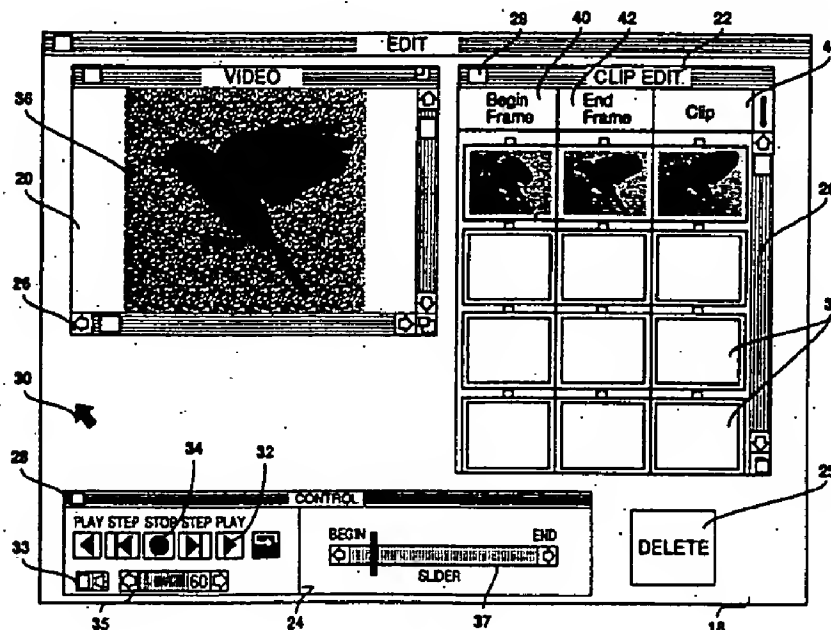 28 40 42 22
EDIT
VIDEO
CLIP EDIT.
Begin Frame
End Frame
Clip
36
20
26
30
28
34
32
CONTROL
PLAY STEP STOP STEP PLAY
BEGIN
END
SLIDER
60
DELETE
33
35
24
37
18